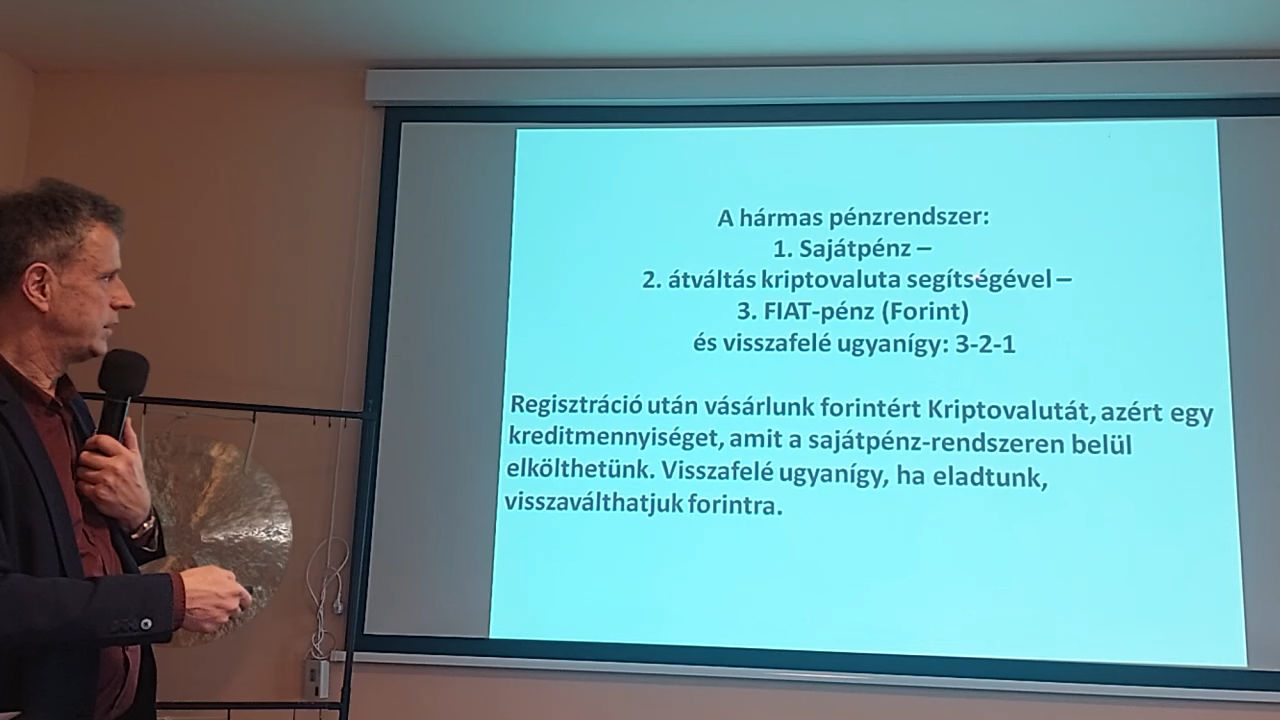 A hármas pénzrendszer:
1. Sajátpénz –
2. átváltás kriptovaluta segítségével –
3. FIAT-pénz (Forint)
és visszafelé ugyanígy: 3-2-1
Regisztráció után vásárlunk forintért Kriptovalutát, azért egy
kreditmennyiséget, amit a sajátpénz-rendszeren belül
elkölthetünk. Visszafelé ugyanígy, ha eladtunk,
visszaválthatjuk forintra.